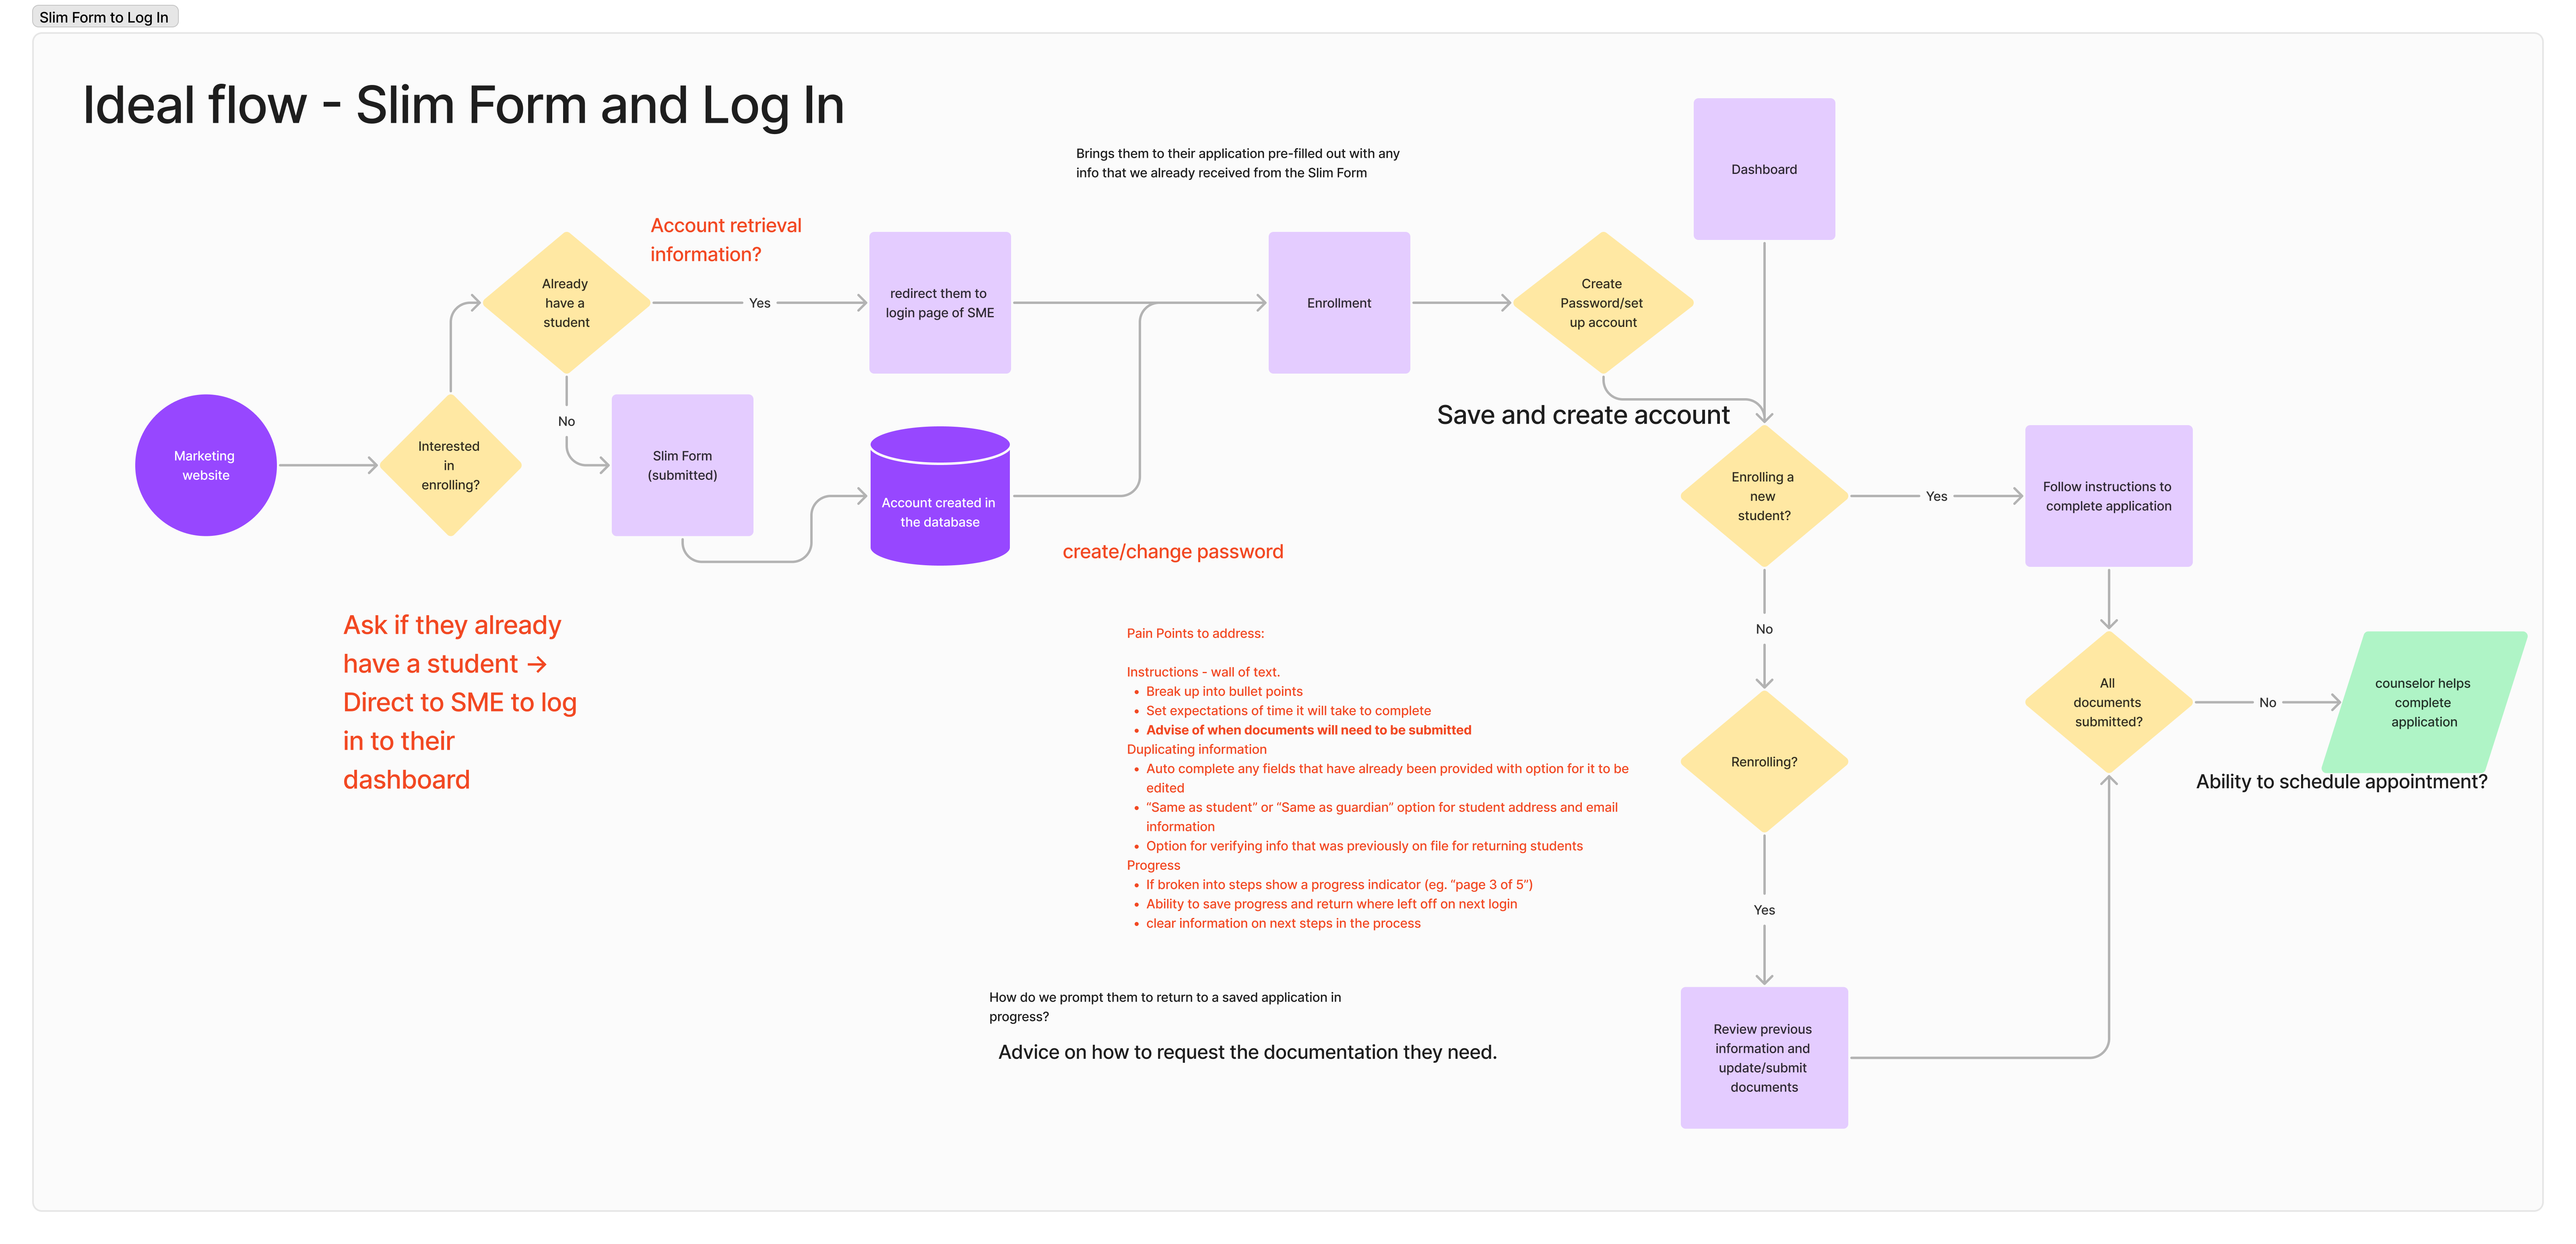 Slim Form to Log In
Ideal flow - Slim Form and Log In
Brings them to their application pre-filled out with any
info that we already received from the Slim Form
Dashboard
Account retrieval
information?
Already
have a
student
Yes
redirect them to
login page of SME
Enrollment
Create
Password/set
up account
No
Save and create account
Marketing
website
Interested
in
enrolling?
Slim Form
(submitted)
Account created in
the database
create/change password
Enrolling a
new
student?
Yes
Follow instructions to
complete application
Ask if they already
have a student →
Direct to SME to log
in to their
dashboard
Pain Points to address:
Instructions - wall of text.
• Break up into bullet points
• Set expectations of time it will take to complete
• Advise of when documents will need to be submitted
Duplicating information
• Auto complete any fields that have already been provided with option for it to be
edited
• “Same as student” or “Same as guardian” option for student address and email
information
• Option for verifying info that was previously on file for returning students
Progress
• If broken into steps show a progress indicator (eg. “page 3 of 5”)
• Ability to save progress and return where left off on next login
• clear information on next steps in the process
No
Renrolling?
Yes
All
documents
submitted?
No
counselor helps
complete
application
Ability to schedule appointment?
How do we prompt them to return to a saved application in
progress?
Advice on how to request the documentation they need.
Review previous
information and
update/submit
documents